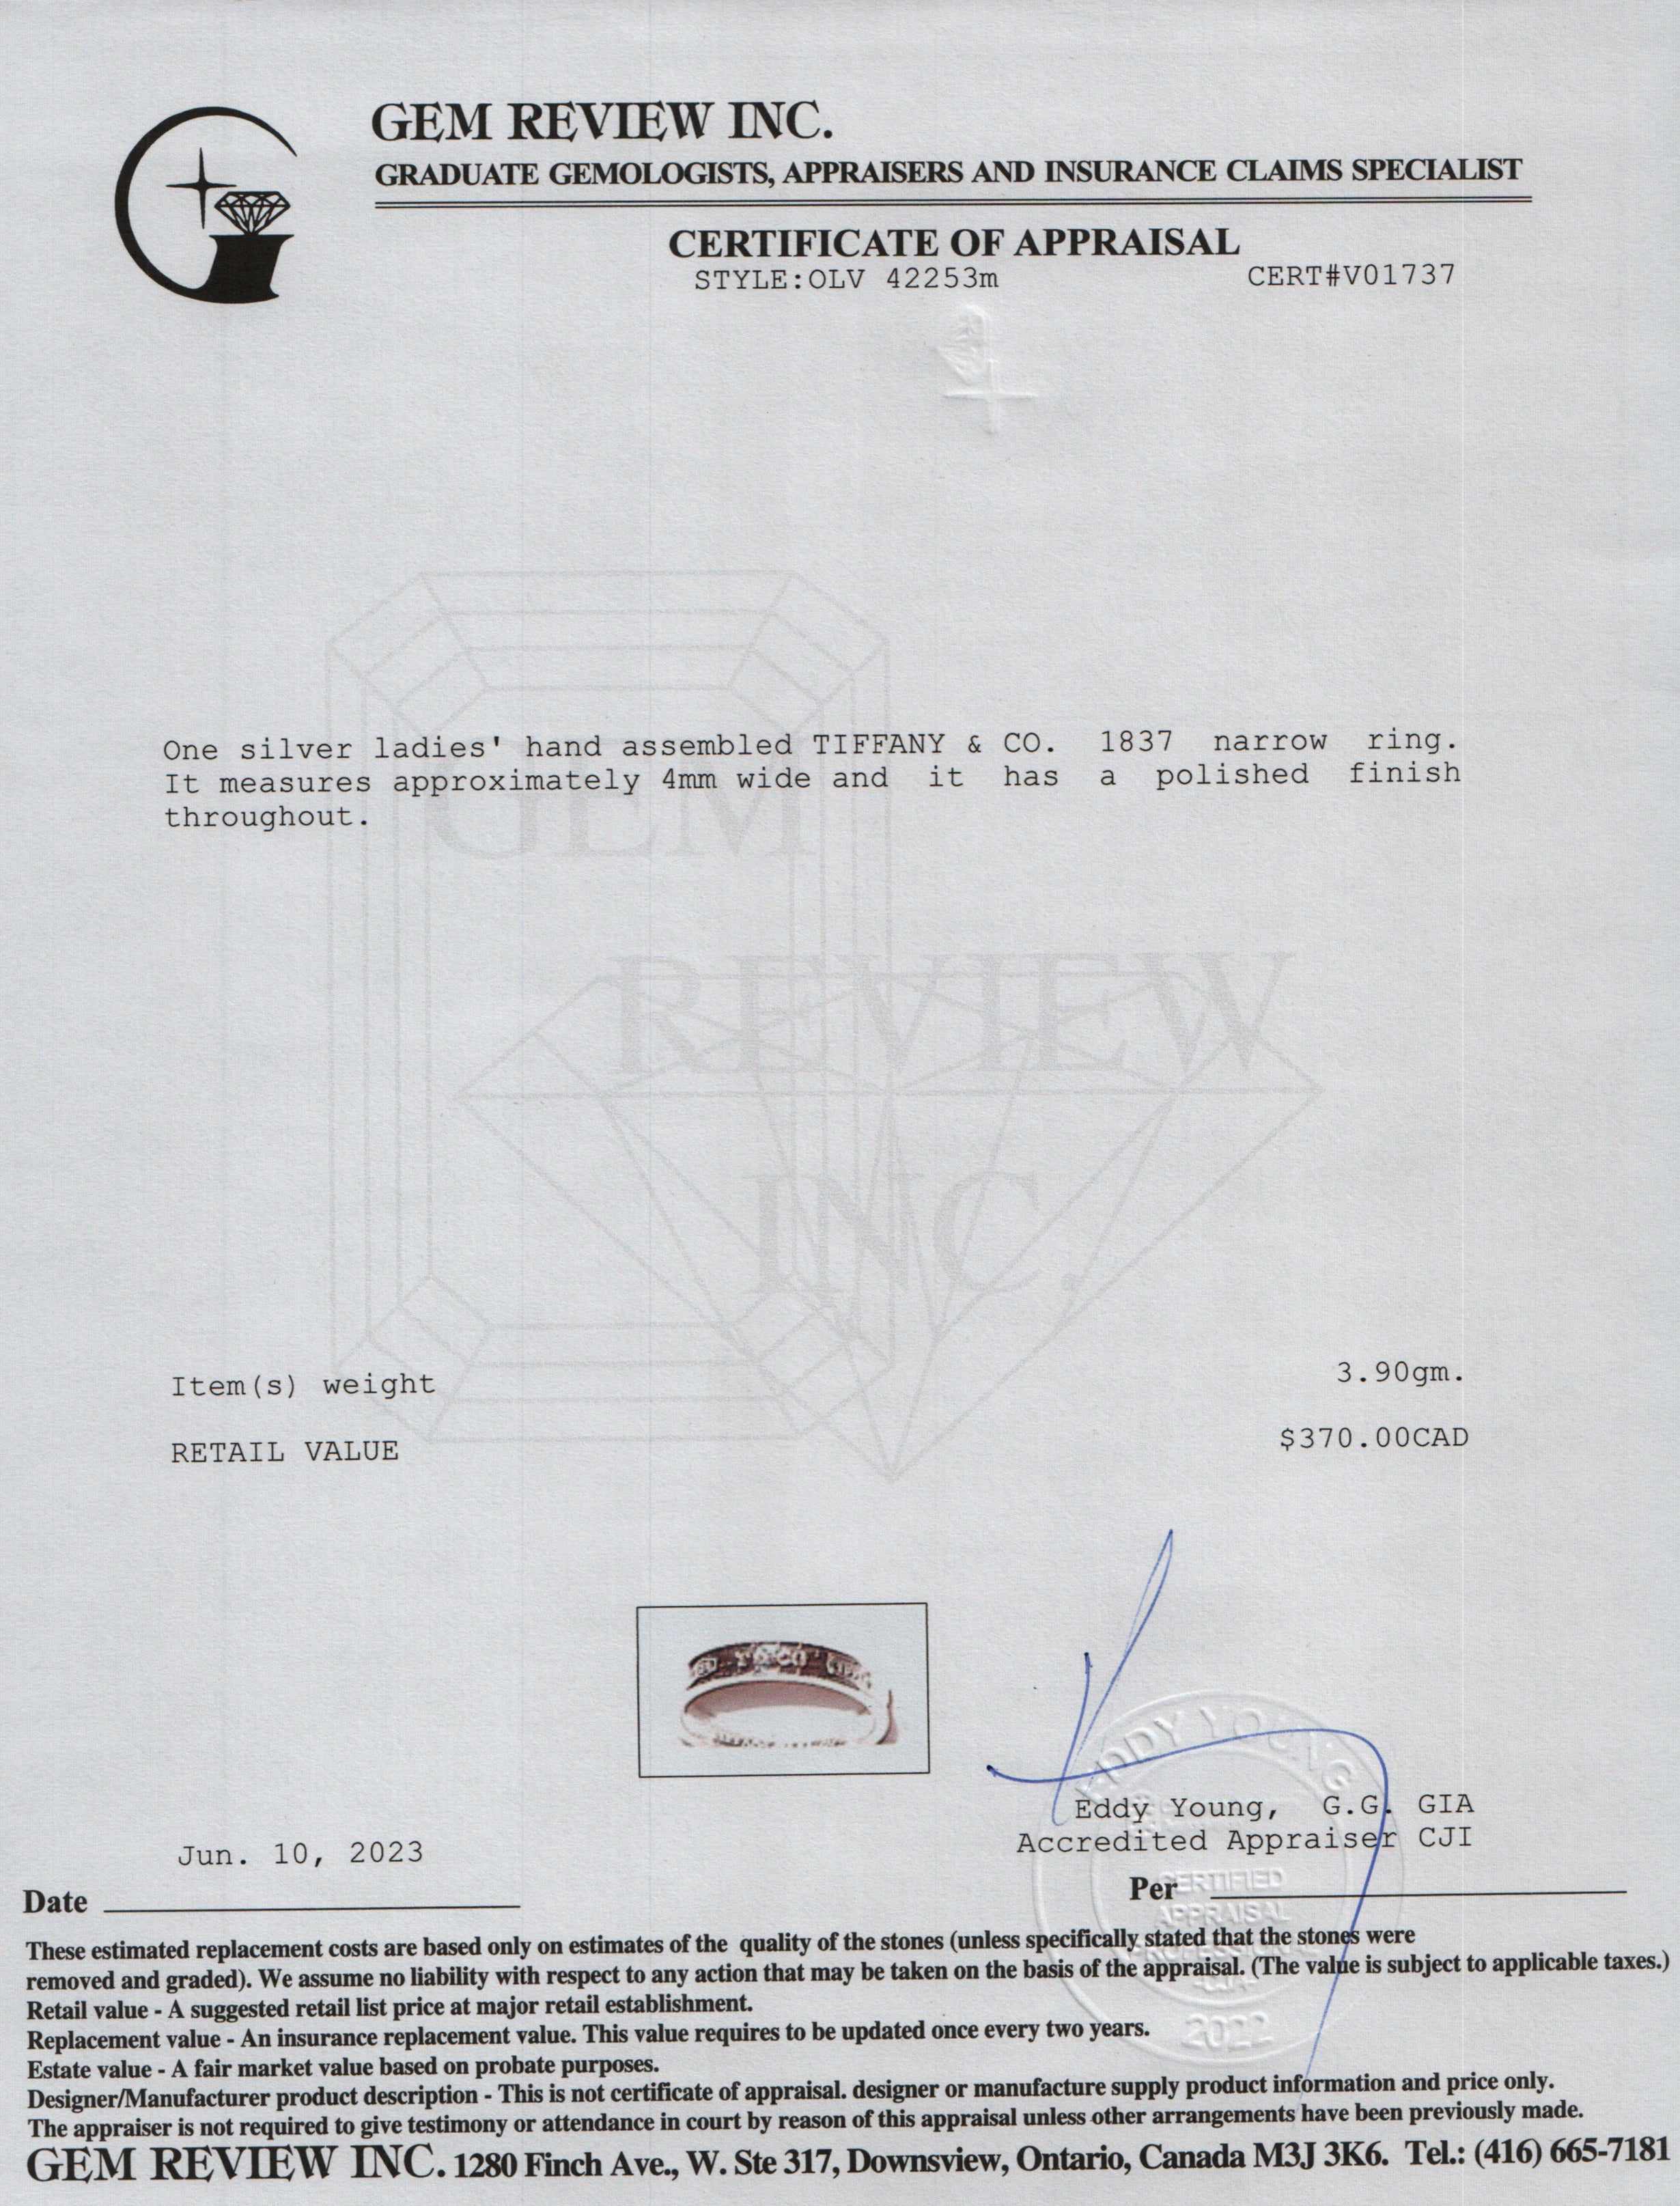 GEM REVIEW INC.
GRADUATE GEMOLOGISTS, APPRAISERS AND INSURANCE CLAIMS SPECIALIST
CERTIFICATE OF APPRAISAL
STYLE:OLV 42253m CERT#V01737
One silver ladies' hand assembled TIFFANY & CO. 1837 narrow ring.
It measures approximately 4mm wide and it has a polished finish
throughout.
GEM
REVIEW
INC.
Item(s) weight 3.90gm.
RETAIL VALUE $370.00CAD
T&CO
EDDY YOUNG
Eddy Young, G.G. GIA
Accredited Appraiser CJI
Jun. 10, 2023
Date
Per
CERTIFIED
APPRAISAL
2022
These estimated replacement costs are based only on estimates of the quality of the stones (unless specifically stated that the stones were
removed and graded). We assume no liability with respect to any action that may be taken on the basis of the appraisal. (The value is subject to applicable taxes.)
Retail value - A suggested retail list price at major retail establishment.
Replacement value - An insurance replacement value. This value requires to be updated once every two years.
Estate value - A fair market value based on probate purposes.
Designer/Manufacturer product description - This is not certificate of appraisal. designer or manufacture supply product information and price only.
The appraiser is not required to give testimony or attendance in court by reason of this appraisal unless other arrangements have been previously made.
GEM REVIEW INC. 1280 Finch Ave., W. Ste 317, Downsview, Ontario, Canada M3J 3K6. Tel.: (416) 665-7181